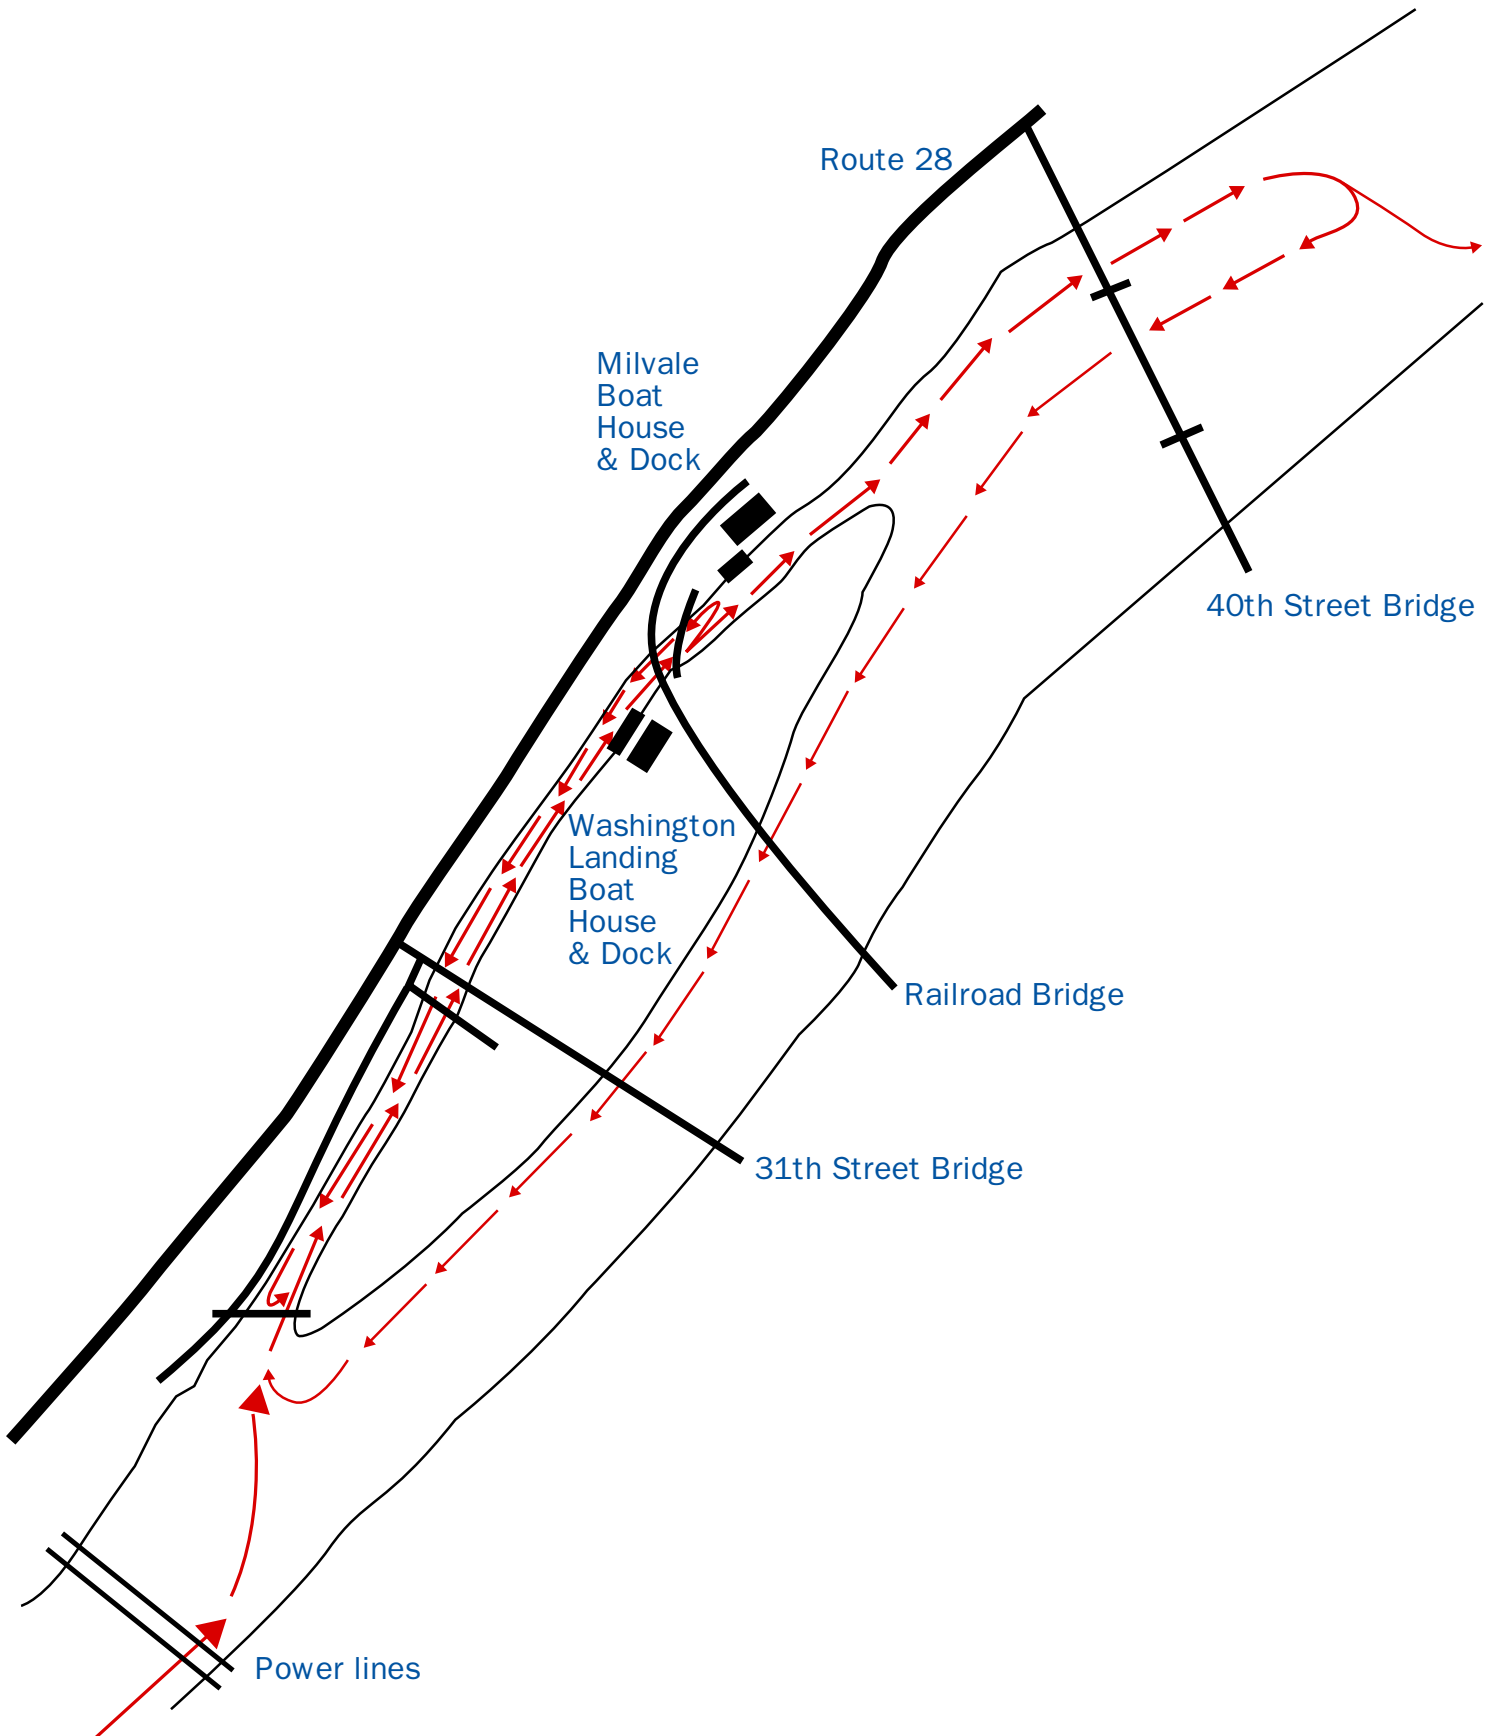 Route 28
Milvale
Boat
House
& Dock
40th Street Bridge
Washington
Landing
Boat
House
& Dock
Railroad Bridge
31th Street Bridge
Power lines